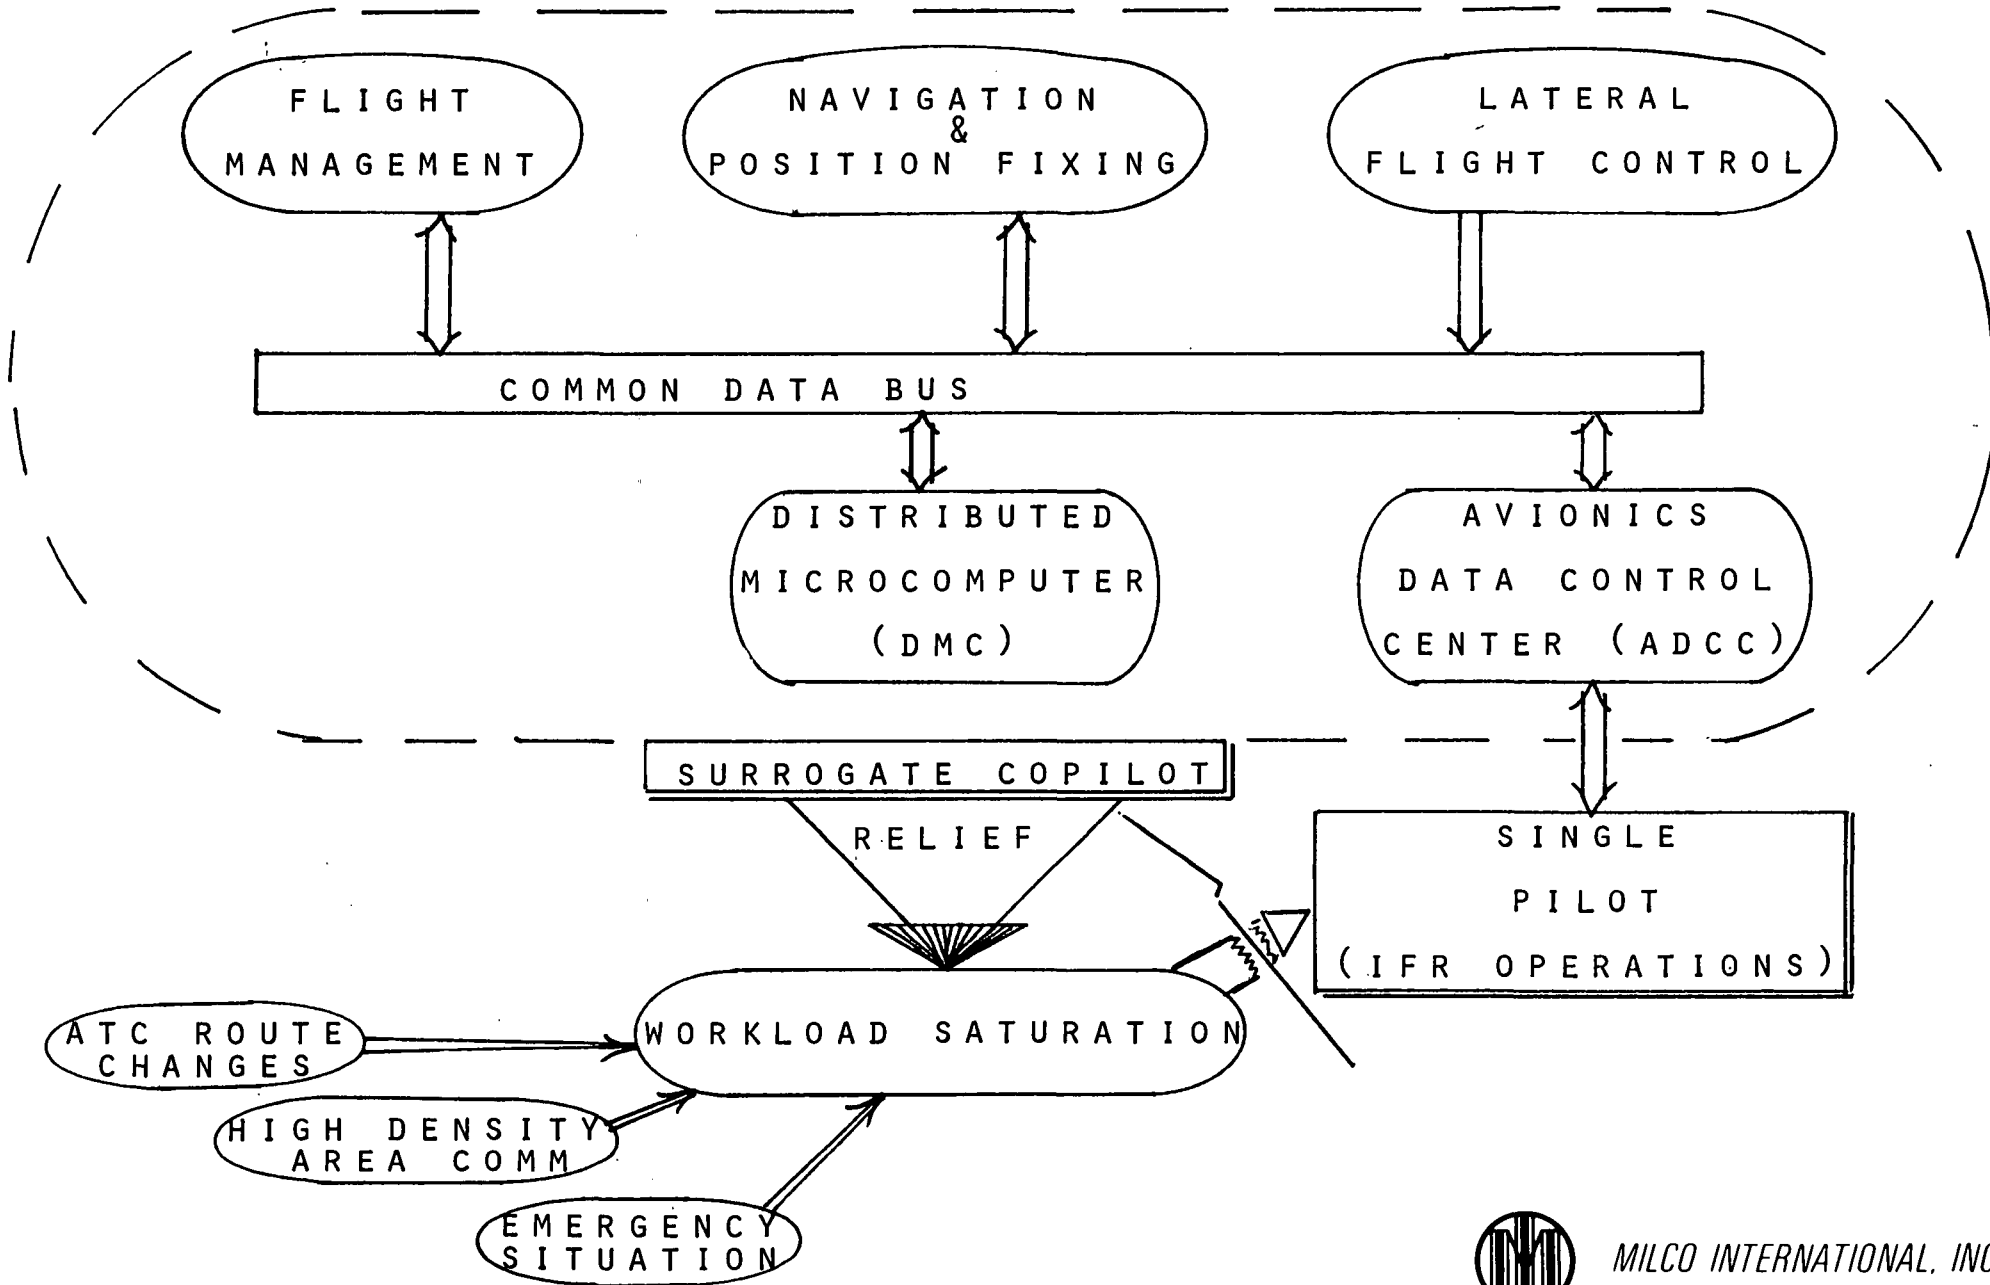 FLIGHT
MANAGEMENT
NAVIGATION
&
POSITION FIXING
LATERAL
FLIGHT CONTROL
COMMON DATA BUS
DISTRIBUTED
MICROCOMPUTER
(DMC)
AVIONICS
DATA CONTROL
CENTER (ADCC)
SURROGATE COPILOT
RELIEF
SINGLE
PILOT
(IFR OPERATIONS)
WORKLOAD SATURATION
ATC ROUTE
CHANGES
HIGH DENSITY
AREA COMM
EMERGENCY
SITUATION
MILCO INTERNATIONAL, INC